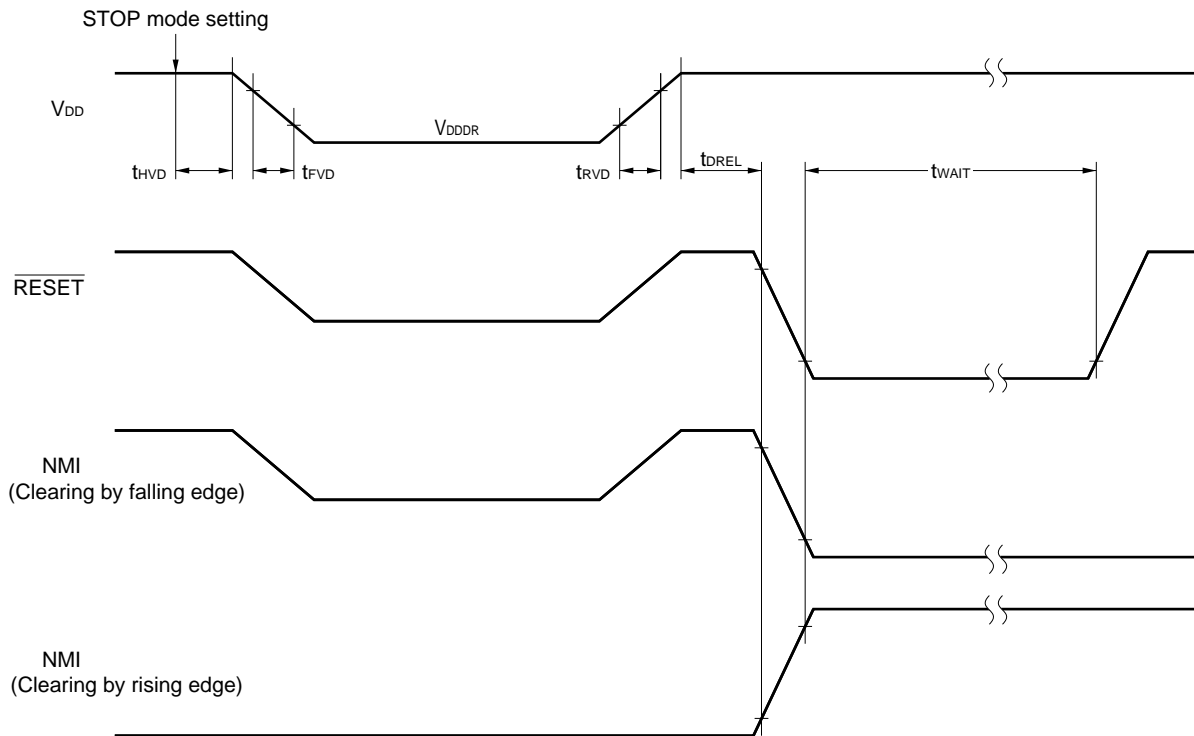 STOP mode setting
VDD
VDDDR
tHVD
tFVD
tRVD
tDREL
tWAIT
RESET
NMI
(Clearing by falling edge)
NMI
(Clearing by rising edge)